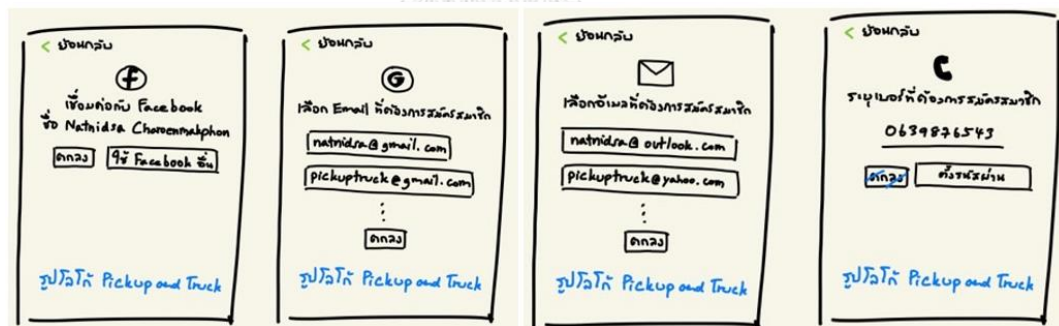 < ย้อนกลับ
เชื่อมต่อกับ Facebook
ชื่อ Natnidsa Charoenmakphon
ตกลง ใช้ Facebook อื่น
รูปโลโก้ Pickup and Truck
< ย้อนกลับ
G
เลือก Email ที่ต้องการสมัครสมาชิก
natnidsa@gmail.com
pickuptruck@gmail.com
ตกลง
รูปโลโก้ Pickup and Truck
< ย้อนกลับ
เลือกอีเมลที่ต้องการสมัครสมาชิก
natnidsa@outlook.com
pickuptruck@yahoo.com
ตกลง
รูปโลโก้ Pickup and Truck
< ย้อนกลับ
ระบุเบอร์ที่ต้องการสมัครสมาชิก
0639876543
ตกลง ตั้งรหัสผ่าน
รูปโลโก้ Pickup and Truck